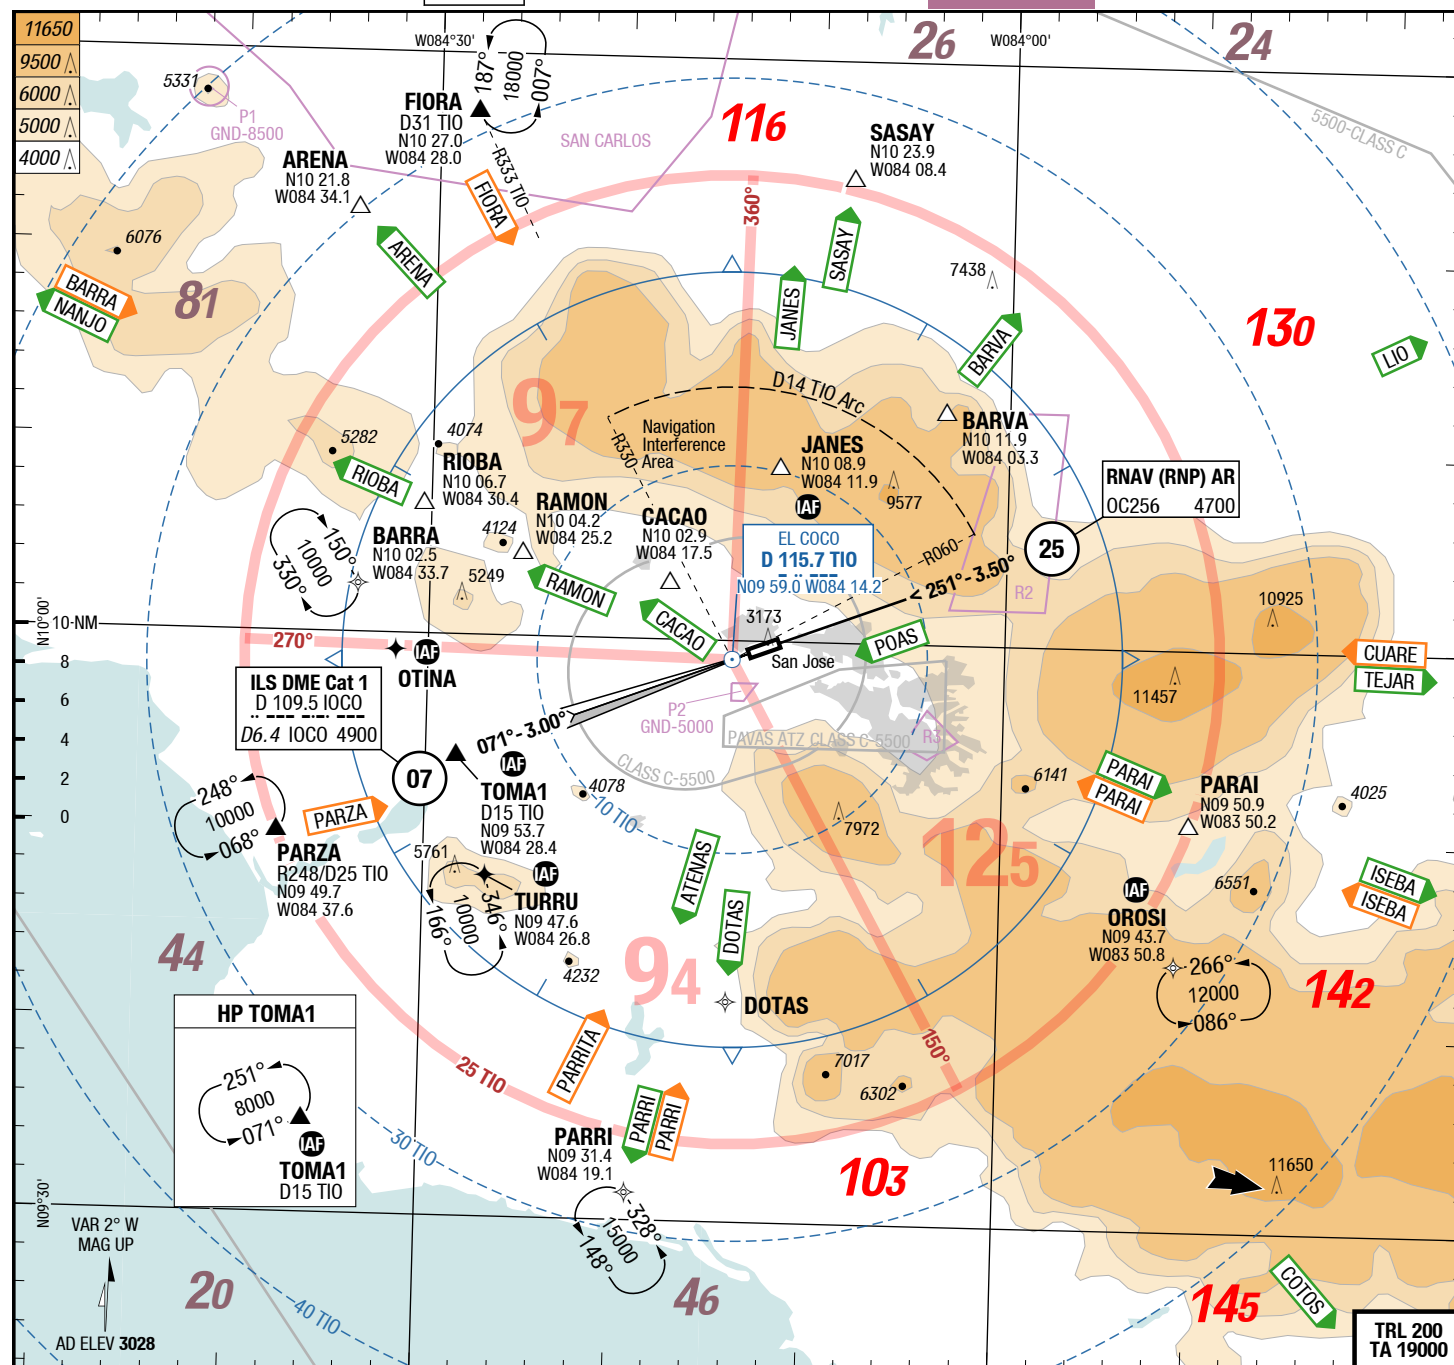 11650
9500
6000
5000
4000
W084°30'
W084°00'
26
24
5331
P1
GND-8500
187°
18000
007°
FIORA
D31 TIO
N10 27.0
W084 28.0
R333 TIO
FIORA
SAN CARLOS
116
SASAY
N10 23.9
W084 08.4
5500-CLASS C
ARENA
N10 21.8
W084 34.1
ARENA
360°
SASAY
JANES
6076
BARRA
NANJO
81
7438
BARVA
130
LIO
97
D14 TIO Arc
Navigation
Interference
Area
R330
JANES
N10 08.9
W084 11.9
IAF
BARVA
N10 11.9
W084 03.3
9577
R060
5282
4074
RIOBA
RIOBA
N10 06.7
W084 30.4
RAMON
N10 04.2
W084 25.2
4124
CACAO
N10 02.9
W084 17.5
EL COCO
D 115.7 TIO
N09 59.0 W084 14.2
RNAV (RNP) AR
OC256 4700
25
< 251°- 3.50°
R2
150°
10000
330°
BARRA
N10 02.5
W084 33.7
5249
RAMON
CACAO
3173
San Jose
POAS
10925
11457
CUARE
TEJAR
N10°00'
10-NM
8
6
4
2
0
270°
IAF
OTINA
ILS DME Cat 1
D 109.5 IOCO
D6.4 IOCO 4900
07
071°- 3.00°
P2
GND-5000
R3
PAVAS ATZ CLASS C-5500
CLASS C-5500
IAF
TOMA1
D15 TIO
N09 53.7
W084 28.4
4078
10 TIO
248°
10000
068°
PARZA
PARZA
R248/D25 TIO
N09 49.7
W084 37.6
6141
PARAI
PARAI
PARAI
N09 50.9
W083 50.2
4025
7972
125
5761
IAF
TURRU
N09 47.6
W084 26.8
346°
10000
166°
4232
ATENAS
DOTAS
94
DOTAS
IAF
OROSI
N09 43.7
W083 50.8
6551
ISEBA
ISEBA
266°
12000
086°
142
44
HP TOMA1
251°
8000
071°
IAF
TOMA1
D15 TIO
25 TIO
PARRITA
7017
6302
150°
30 TIO
PARRI
PARRI
PARRI
N09 31.4
W084 19.1
328°
15000
148°
103
11650
N09°30'
VAR 2° W
MAG UP
20
40 TIO
46
145
COTOS
AD ELEV 3028
TRL 200
TA 19000